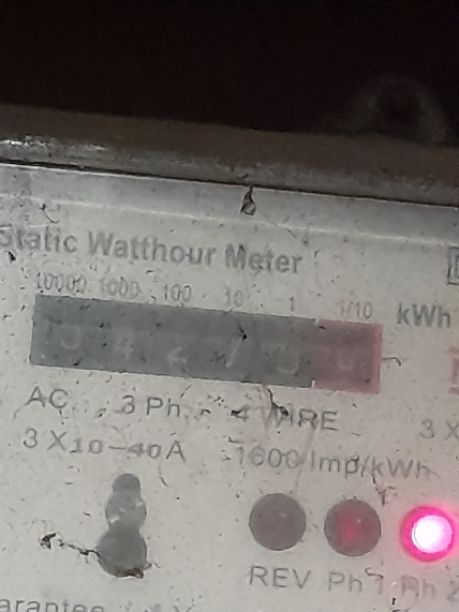 Static Watthour Meter
10000 1000 100 10 1 1/10 kWh
AC 3 Ph 4 WIRE
3 X
3 X10-40A 1600 Imp/kWh
REV Ph 1 Ph 2